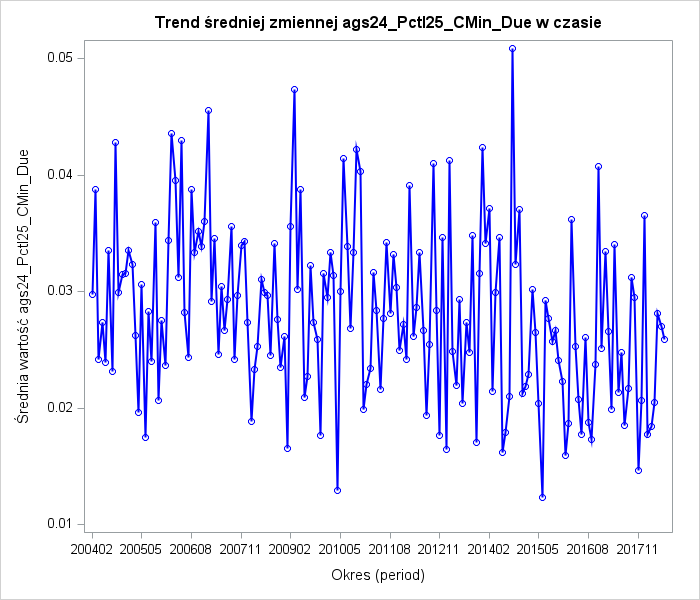 Trend średniej zmiennej ags24_Pctl25_CMin_Due w czasie
Średnia wartość ags24_Pctl25_CMin_Due
0.05
0.04
0.03
0.02
0.01
200402 200505 200608 200711 200902 201005 201108 201211 201402 201505 201608 201711
Okres (period)